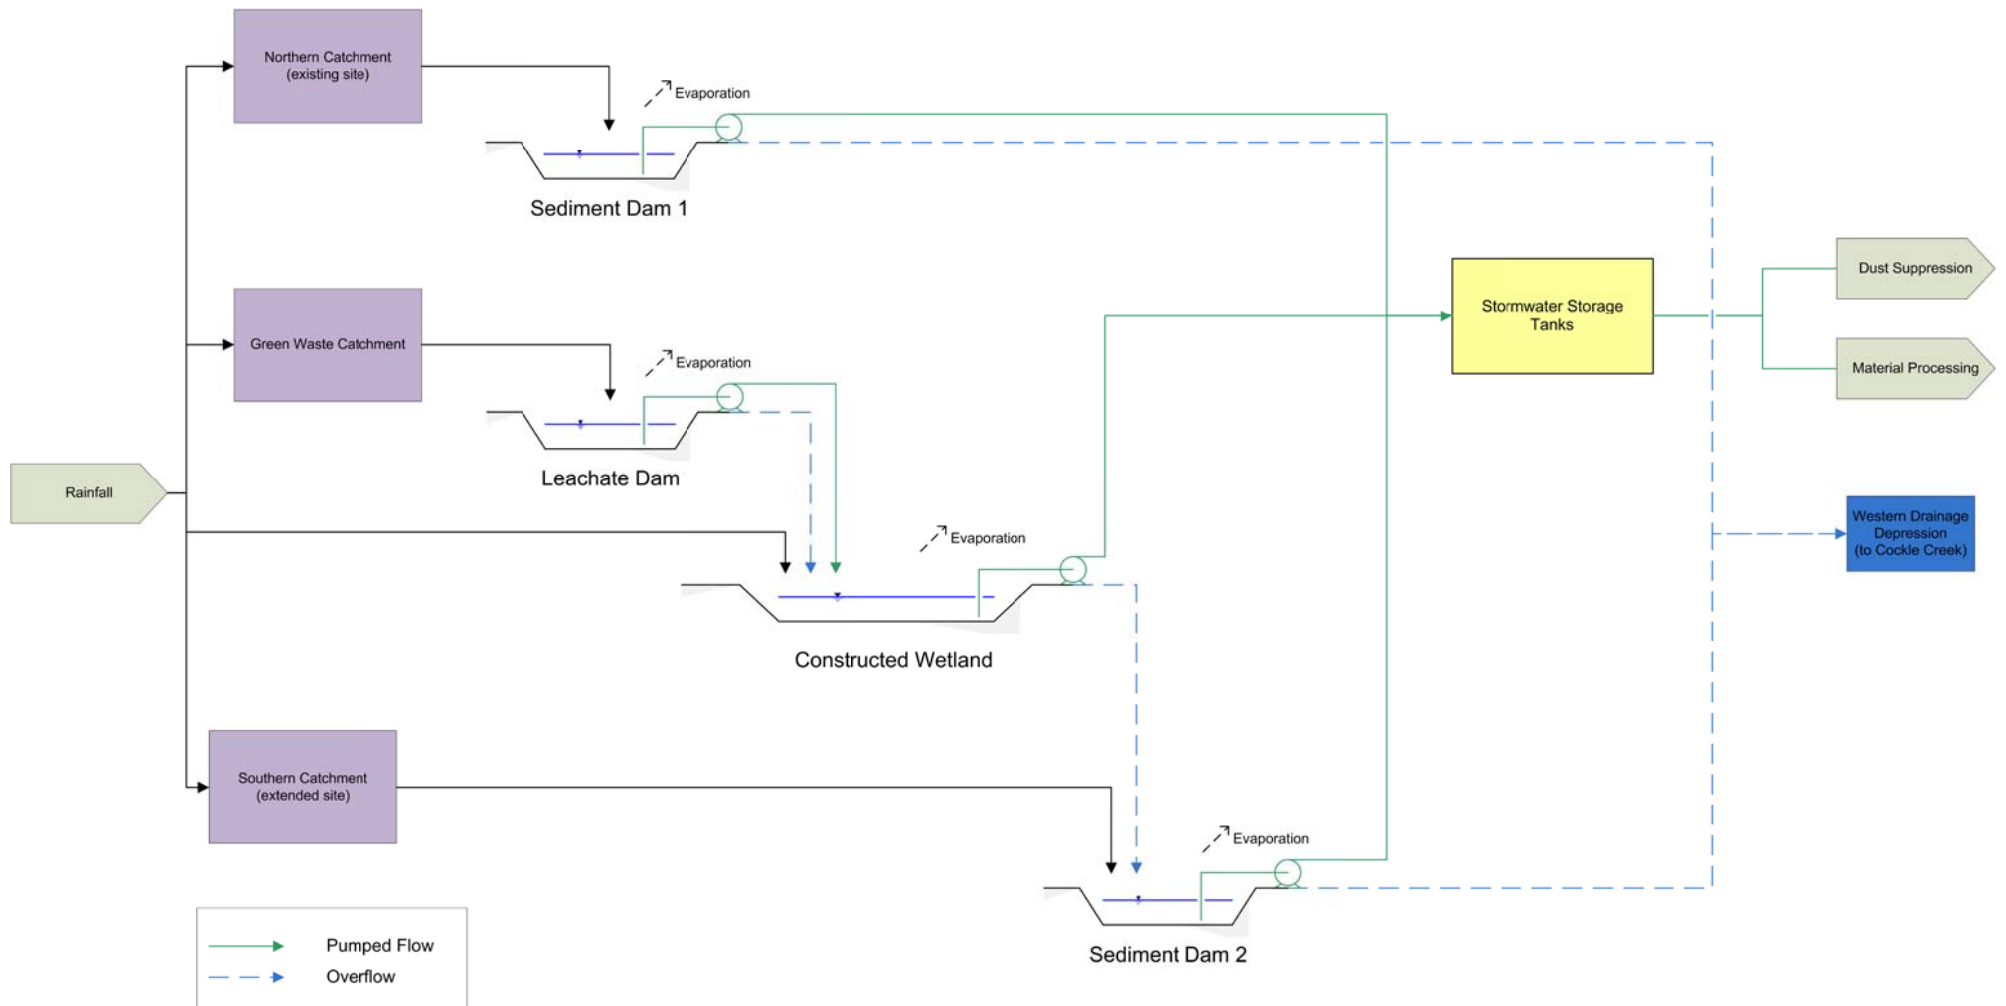 Northern Catchment
(existing site)
Evaporation
Sediment Dam 1
Dust Suppression
Stormwater Storage
Tanks
Green Waste Catchment
Evaporation
Material Processing
Leachate Dam
Rainfall
Evaporation
Western Drainage
Depression
(to Cockle Creek)
Constructed Wetland
Southern Catchment
(extended site)
Evaporation
Sediment Dam 2
Pumped Flow
Overflow